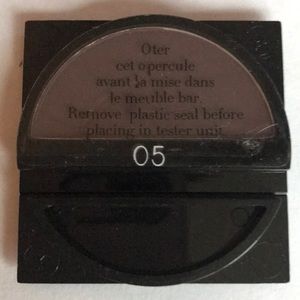 Oter
cet opercule
avant la mise dans
le meuble bar.
Remove plastic seal before
placing in tester unit
05